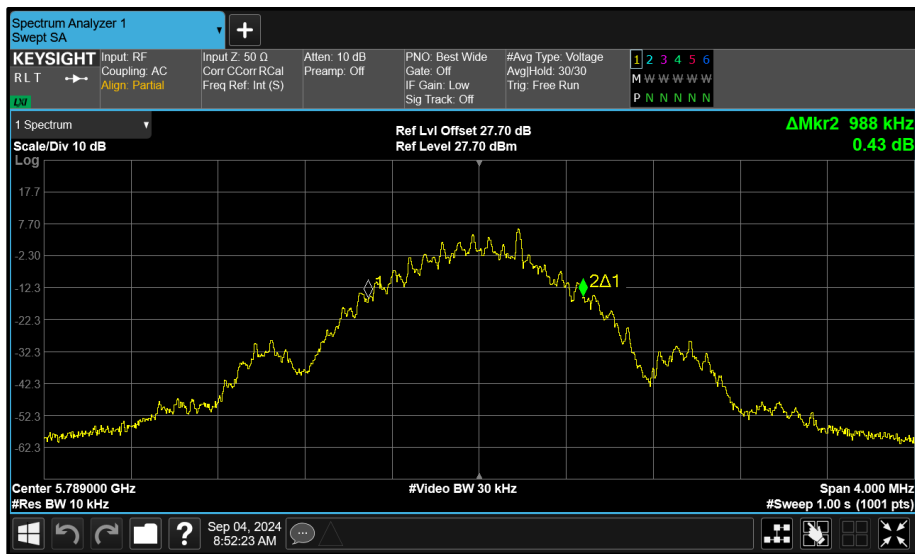 Spectrum Analyzer 1
Swept SA
KEYSIGHT
R L T
LXI
Input: RF
Coupling: AC
Align: Partial
Input Z: 50 Ω
Corr CCorr RCal
Freq Ref: Int (S)
Atten: 10 dB
Preamp: Off
PNO: Best Wide
Gate: Off
IF Gain: Low
Sig Track: Off
#Avg Type: Voltage
Avg|Hold: 30/30
Trig: Free Run
1 2 3 4 5 6
M W W W W W
P N N N N N
1 Spectrum
Scale/Div 10 dB
Ref Lvl Offset 27.70 dB
Ref Level 27.70 dBm
ΔMkr2 988 kHz
0.43 dB
Log
17.7
7.70
-2.30
-12.3
-22.3
-32.3
-42.3
-52.3
-62.3
1
2Δ1
Center 5.789000 GHz
#Res BW 10 kHz
#Video BW 30 kHz
Span 4.000 MHz
#Sweep 1.00 s (1001 pts)
?
Sep 04, 2024
8:52:23 AM